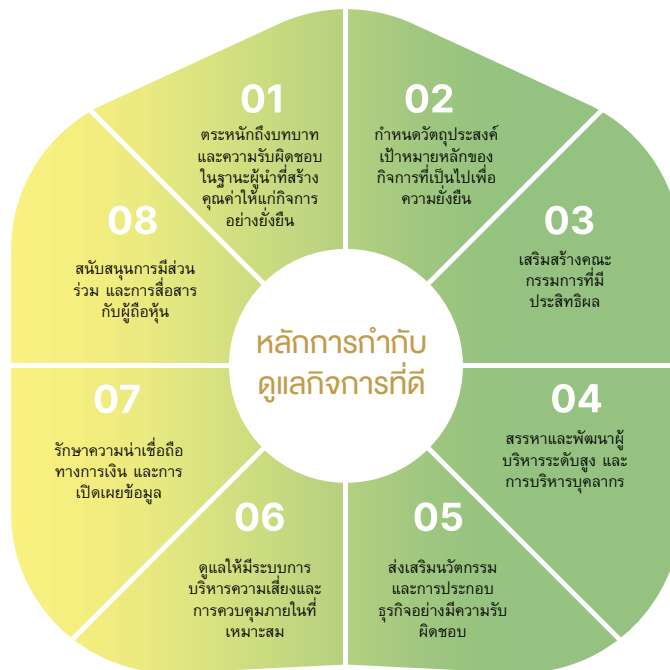 01
ตระหนักถึงบทบาท
และความรับผิดชอบ
ในฐานะผู้นำที่สร้าง
คุณค่าให้แก่กิจการ
อย่างยั่งยืน
02
กำหนดวัตถุประสงค์
เป้าหมายหลักของ
กิจการที่เป็นไปเพื่อ
ความยั่งยืน
03
เสริมสร้างคณะ
กรรมการที่มี
ประสิทธิผล
04
สรรหาและพัฒนาผู้
บริหารระดับสูง และ
การบริหารบุคลากร
05
ส่งเสริมนวัตกรรม
และการประกอบ
ธุรกิจอย่างมีความรับ
ผิดชอบ
06
ดูแลให้มีระบบการ
บริหารความเสี่ยงและ
การควบคุมภายในที่
เหมาะสม
07
รักษาความน่าเชื่อถือ
ทางการเงิน และการ
เปิดเผยข้อมูล
08
สนับสนุนการมีส่วน
ร่วม และการสื่อสาร
กับผู้ถือหุ้น
หลักการกำกับ
ดูแลกิจการที่ดี